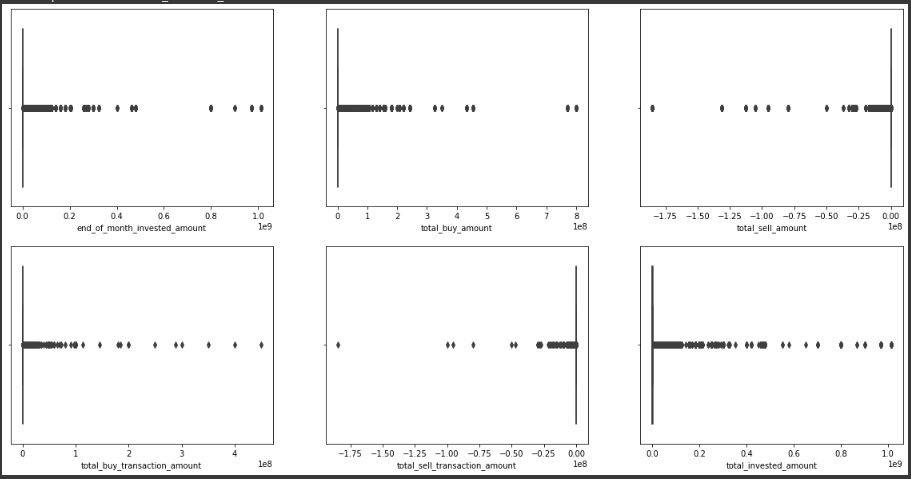 0.0 0.2 0.4 0.6 0.8 1.0
end_of_month_invested_amount 1e9
0 1 2 3 4 5 6 7 8
total_buy_amount 1e8
−1.75 −1.50 −1.25 −1.00 −0.75 −0.50 −0.25 0.00
total_sell_amount 1e8
0 1 2 3 4
total_buy_transaction_amount 1e8
−1.75 −1.50 −1.25 −1.00 −0.75 −0.50 −0.25 0.00
total_sell_transaction_amount 1e8
0.0 0.2 0.4 0.6 0.8 1.0
total_invested_amount 1e9